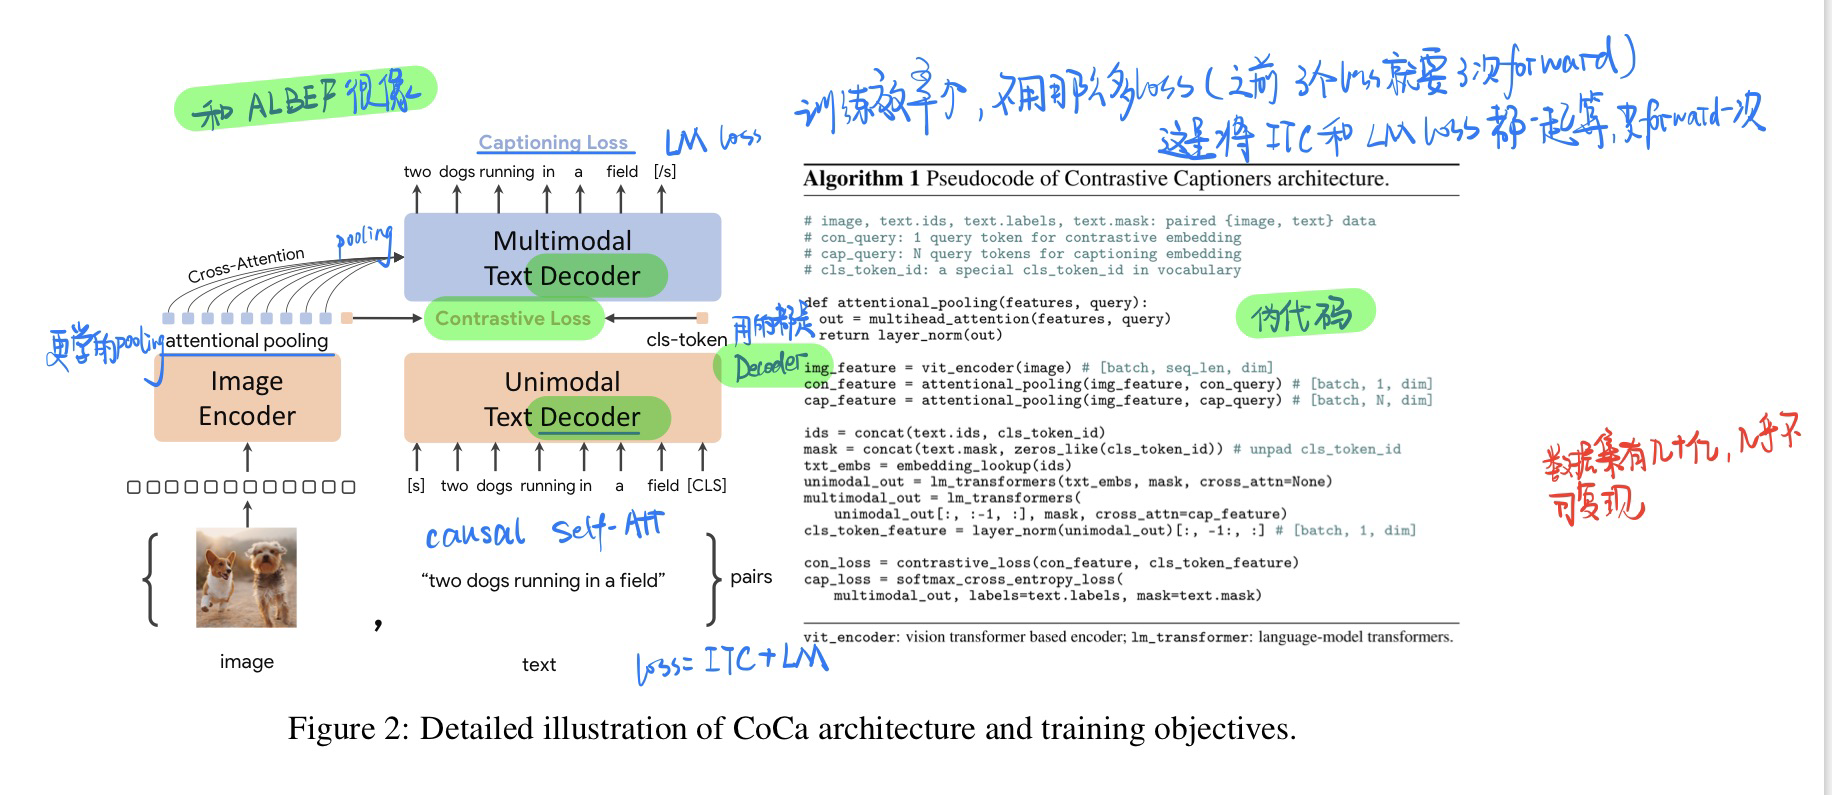 和 ALBEF 很像
训练效率个,不用那么多loss(之前 3个loss就要3次forward)
这是将 ITC 和 LM loss 都一起算,只forward一次
Captioning Loss
LM loss
two dogs running in a field [/s]
pooling
Cross-Attention
Multimodal
Text Decoder
Contrastive Loss
可学的pooling
attentional pooling
cls-token
用的都是
Decoder
Image
Encoder
Unimodal
Text Decoder
[s] two dogs running in a field [CLS]
causal Self-Att
“two dogs running in a field”
pairs
,
image
text
loss= ITC+LM
Algorithm 1 Pseudocode of Contrastive Captioners architecture.
# image, text.ids, text.labels, text.mask: paired {image, text} data
# con_query: 1 query token for contrastive embedding
# cap_query: N query tokens for captioning embedding
# cls_token_id: a special cls_token_id in vocabulary
def attentional_pooling(features, query):
out = multihead_attention(features, query)
return layer_norm(out)
伪代码
img_feature = vit_encoder(image) # [batch, seq_len, dim]
con_feature = attentional_pooling(img_feature, con_query) # [batch, 1, dim]
cap_feature = attentional_pooling(img_feature, cap_query) # [batch, N, dim]
ids = concat(text.ids, cls_token_id)
mask = concat(text.mask, zeros_like(cls_token_id)) # unpad cls_token_id
txt_embs = embedding_lookup(ids)
unimodal_out = lm_transformers(txt_embs, mask, cross_attn=None)
multimodal_out = lm_transformers(
unimodal_out[:, :-1, :], mask, cross_attn=cap_feature)
cls_token_feature = layer_norm(unimodal_out)[:, -1:, :] # [batch, 1, dim]
con_loss = contrastive_loss(con_feature, cls_token_feature)
cap_loss = softmax_cross_entropy_loss(
multimodal_out, labels=text.labels, mask=text.mask)
vit_encoder: vision transformer based encoder; lm_transformer: language-model transformers.
数据集有几十亿,几乎不
可复现
Figure 2: Detailed illustration of CoCa architecture and training objectives.